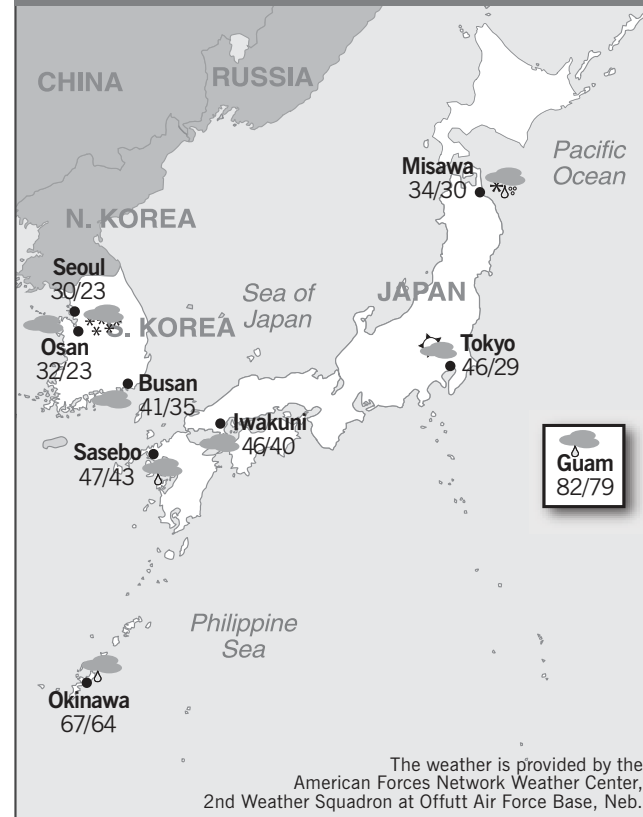 CHINA
RUSSIA
Pacific
Ocean
Misawa
34/30
N. KOREA
Seoul
30/23
Sea of
Japan
JAPAN
S. KOREA
Osan
32/23
Tokyo
46/29
Busan
41/35
Iwakuni
46/40
Sasebo
47/43
Guam
82/79
Philippine
Sea
Okinawa
67/64
The weather is provided by the
American Forces Network Weather Center,
2nd Weather Squadron at Offutt Air Force Base, Neb.